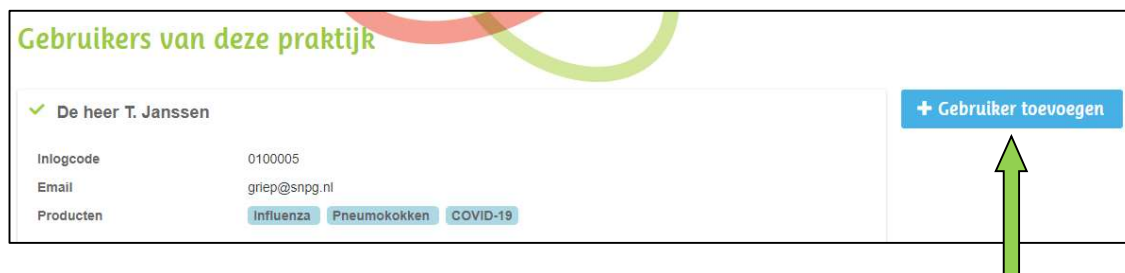 Gebruikers van deze praktijk
De heer T. Janssen
+ Gebruiker toevoegen
Inlogcode 0100005
Email griep@snpg.nl
Producten Influenza Pneumokokken COVID-19